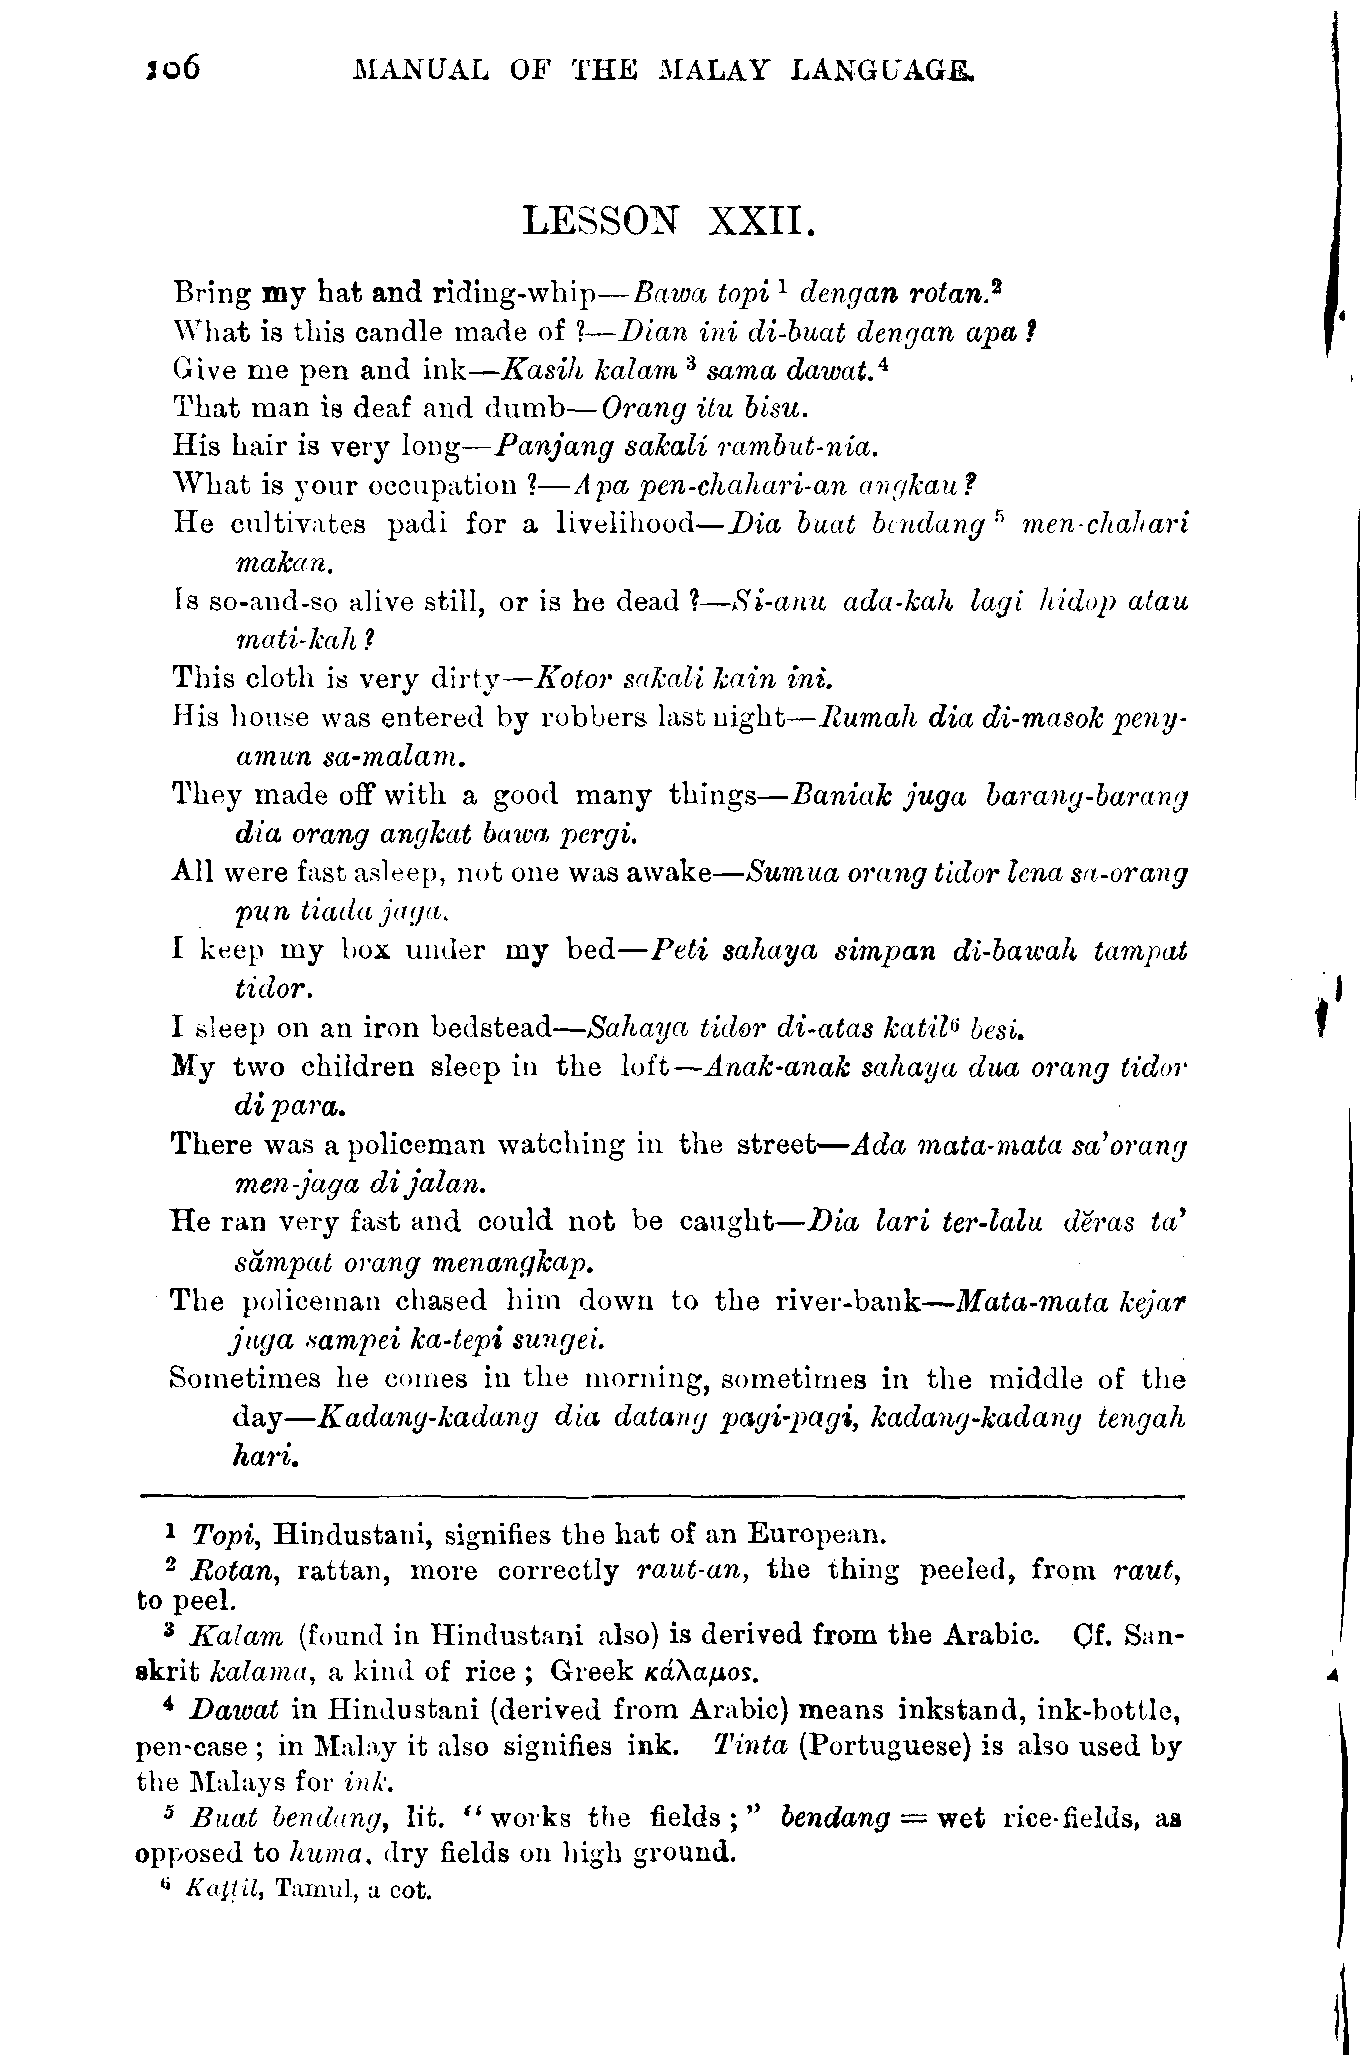 106 MANUAL OF THE MALAY LANGUAGE.
LESSON XXII.
Bring my hat and riding-whip—Bawa topi ¹ dengan rotan.²
What is this candle made of ?—Dian ini di-buat dengan apa ?
Give me pen and ink—Kasih kalam ³ sama dawat.⁴
That man is deaf and dumb—Orang itu bisu.
His hair is very long—Panjang sakali rambut-nia.
What is your occupation ?—Apa pen-chahari-an angkau ?
He cultivates padi for a livelihood—Dia buat bendang ⁵ men-chahari
makan.
Is so-and-so alive still, or is he dead ?—Si-anu ada-kah lagi hidop atau
mati-kah ?
This cloth is very dirty—Kotor sakali kain ini.
His house was entered by robbers last night—Rumah dia di-masok peny-
amun sa-malam.
They made off with a good many things—Baniak juga barang-barang
dia orang angkat bawa pergi.
All were fast asleep, not one was awake—Sumua orang tidor lena sa-orang
pun tiada jaga.
I keep my box under my bed—Peti sahaya simpan di-bawah tampat
tidor.
I sleep on an iron bedstead—Sahaya tidor di-atas katil⁶ besi.
My two children sleep in the loft—Anak-anak sahaya dua orang tidor
di para.
There was a policeman watching in the street—Ada mata-mata sa'orang
men-jaga di jalan.
He ran very fast and could not be caught—Dia lari ter-lalu dĕras ta'
sămpat orang menangkap.
The policeman chased him down to the river-bank—Mata-mata kejar
juga sampei ka-tepi sungei.
Sometimes he comes in the morning, sometimes in the middle of the
day—Kadang-kadang dia datang pagi-pagi, kadang-kadang tengah
hari.
¹ Topi, Hindustani, signifies the hat of an European.
² Rotan, rattan, more correctly raut-an, the thing peeled, from raut,
to peel.
³ Kalam (found in Hindustani also) is derived from the Arabic. Cf. San-
skrit kalama, a kind of rice ; Greek κάλαμος.
⁴ Dawat in Hindustani (derived from Arabic) means inkstand, ink-bottle,
pen-case ; in Malay it also signifies ink. Tinta (Portuguese) is also used by
the Malays for ink.
⁵ Buat bendang, lit. “works the fields ;” bendang = wet rice-fields, as
opposed to huma, dry fields on high ground.
⁶ Kaṭṭil, Tamul, a cot.